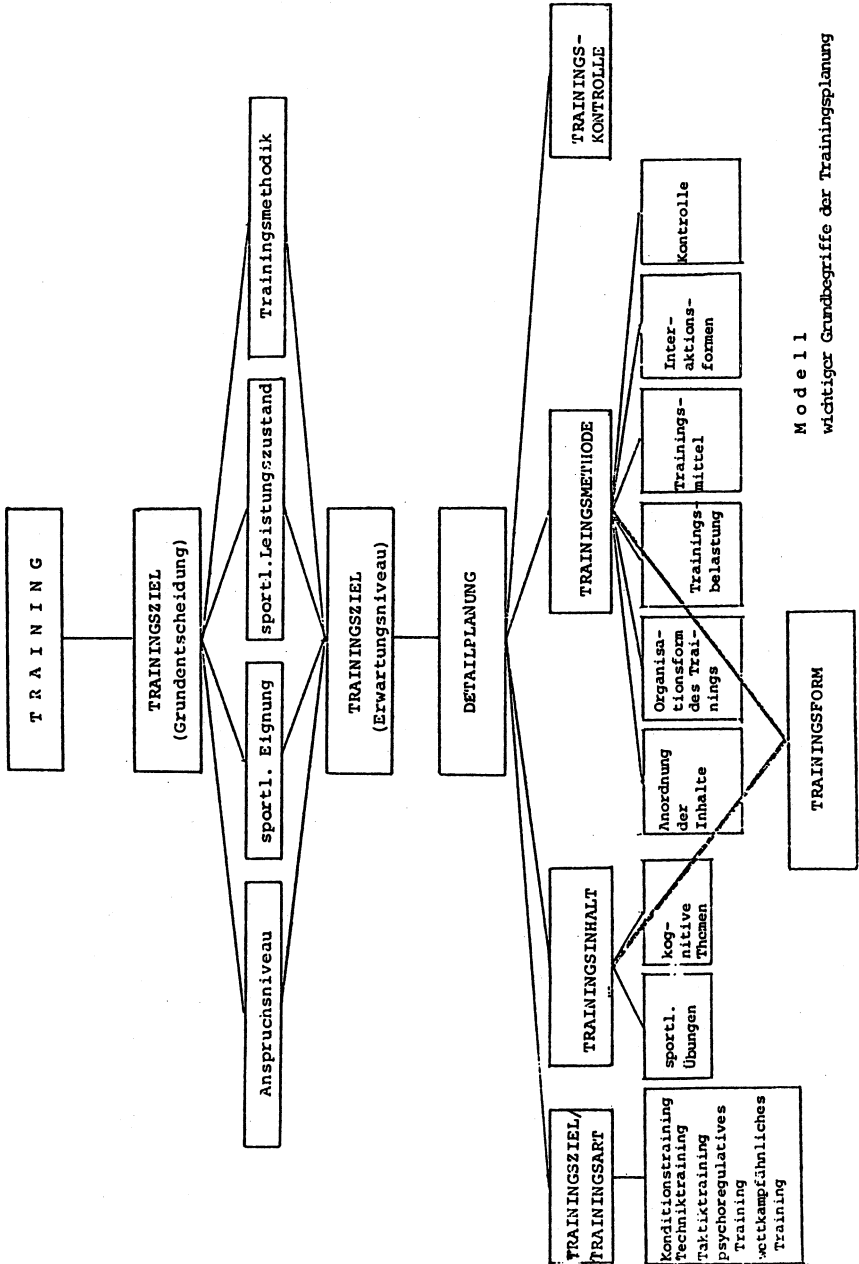 T R A I N I N G
TRAININGSZIEL
(Grundentscheidung)
Anspruchsniveau
sportl. Eignung
sportl.Leistungszustand
Trainingsmethodik
TRAININGSZIEL
(Erwartungsniveau)
DETAILPLANUNG
TRAININGSZIEL/
TRAININGSART
TRAININGSINHALT
TRAININGSMETHODE
TRAININGS-
KONTROLLE
Konditionstraining
Techniktraining
Taktiktraining
psychoregulatives
Training
wettkampfähnliches
Training
sportl.
Übungen
kog-
nitive
Themen
Anordnung
der
Inhalte
Organisa-
tionsform
des Trai-
nings
Trainings-
belastung
Trainings-
mittel
Inter-
aktions-
formen
Kontrolle
TRAININGSFORM
M o d e l l
wichtiger Grundbegriffe der Trainingsplanung